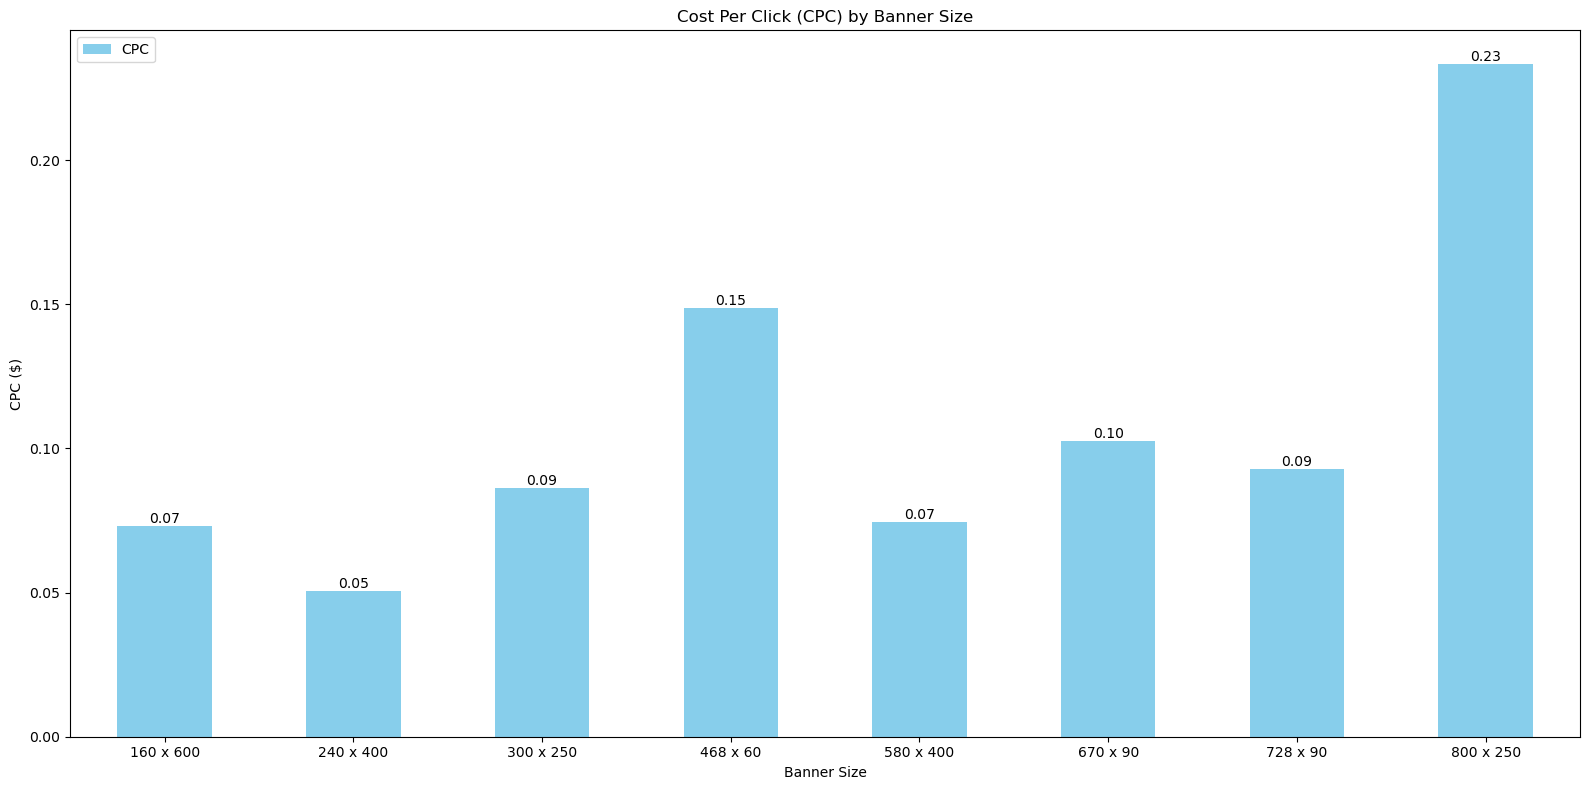 Cost Per Click (CPC) by Banner Size
CPC
0.23
0.20
0.15
0.15
0.10
0.10
0.09
0.09
0.07
0.07
0.05
0.05
0.00
CPC ($)
160 x 600
240 x 400
300 x 250
468 x 60
580 x 400
670 x 90
728 x 90
800 x 250
Banner Size